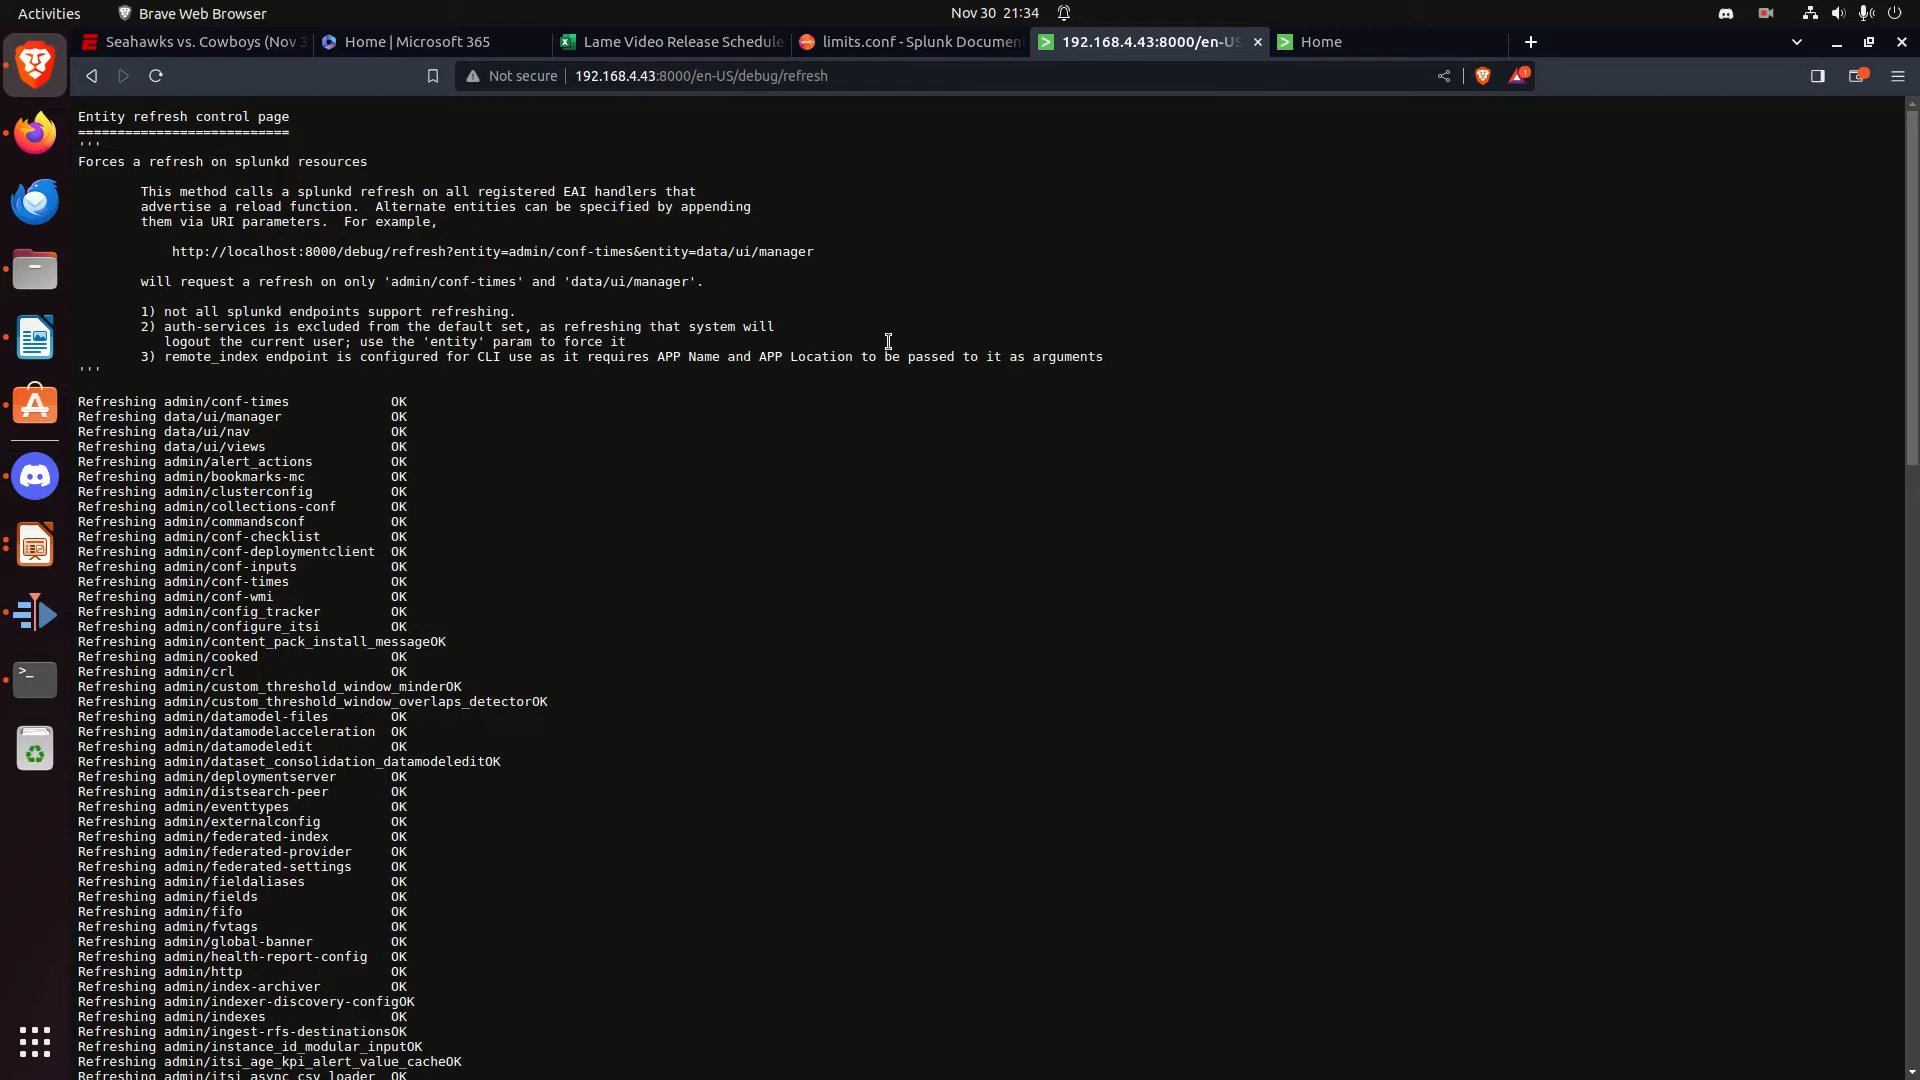 Activities
Brave Web Browser
Nov 30 21:34
Seahawks vs. Cowboys (Nov 3
Home | Microsoft 365
Lame Video Release Schedule
limits.conf - Splunk Document
192.168.4.43:8000/en-US
Home
Not secure
192.168.4.43:8000/en-US/debug/refresh
1
Entity refresh control page
===========================
'''
Forces a refresh on splunkd resources
This method calls a splunkd refresh on all registered EAI handlers that
advertise a reload function.  Alternate entities can be specified by appending
them via URI parameters.  For example,
http://localhost:8000/debug/refresh?entity=admin/conf-times&entity=data/ui/manager
will request a refresh on only 'admin/conf-times' and 'data/ui/manager'.
1) not all splunkd endpoints support refreshing.
2) auth-services is excluded from the default set, as refreshing that system will
logout the current user; use the 'entity' param to force it
3) remote_index endpoint is configured for CLI use as it requires APP Name and APP Location to be passed to it as arguments
'''
Refreshing admin/conf-times OK
Refreshing data/ui/manager OK
Refreshing data/ui/nav OK
Refreshing data/ui/views OK
Refreshing admin/alert_actions OK
Refreshing admin/bookmarks-mc OK
Refreshing admin/clusterconfig OK
Refreshing admin/collections-conf OK
Refreshing admin/commandsconf OK
Refreshing admin/conf-checklist OK
Refreshing admin/conf-deploymentclient OK
Refreshing admin/conf-inputs OK
Refreshing admin/conf-times OK
Refreshing admin/conf-wmi OK
Refreshing admin/config_tracker OK
Refreshing admin/configure_itsi OK
Refreshing admin/content_pack_install_messageOK
Refreshing admin/cooked OK
Refreshing admin/crl OK
Refreshing admin/custom_threshold_window_minderOK
Refreshing admin/custom_threshold_window_overlaps_detectorOK
Refreshing admin/datamodel-files OK
Refreshing admin/datamodelacceleration OK
Refreshing admin/datamodeledit OK
Refreshing admin/dataset_consolidation_datamodeleditOK
Refreshing admin/deploymentserver OK
Refreshing admin/distsearch-peer OK
Refreshing admin/eventtypes OK
Refreshing admin/externalconfig OK
Refreshing admin/federated-index OK
Refreshing admin/federated-provider OK
Refreshing admin/federated-settings OK
Refreshing admin/fieldaliases OK
Refreshing admin/fields OK
Refreshing admin/fifo OK
Refreshing admin/fvtags OK
Refreshing admin/global-banner OK
Refreshing admin/health-report-config OK
Refreshing admin/http OK
Refreshing admin/index-archiver OK
Refreshing admin/indexer-discovery-configOK
Refreshing admin/indexes OK
Refreshing admin/ingest-rfs-destinationsOK
Refreshing admin/instance_id_modular_inputOK
Refreshing admin/itsi_age_kpi_alert_value_cacheOK
Refreshing admin/itsi_async_csv_loader OK